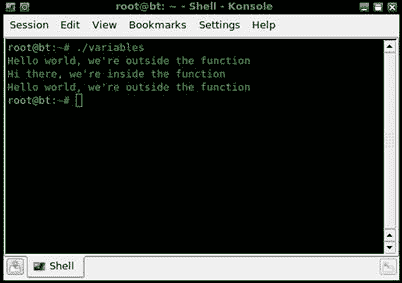 root@bt: ~ - Shell - Konsole
Session Edit View Bookmarks Settings Help
root@bt:~# ./variables
Hello world, we're outside the function
Hi there, we're inside the function
Hello world, we're outside the function
root@bt:~#
Shell